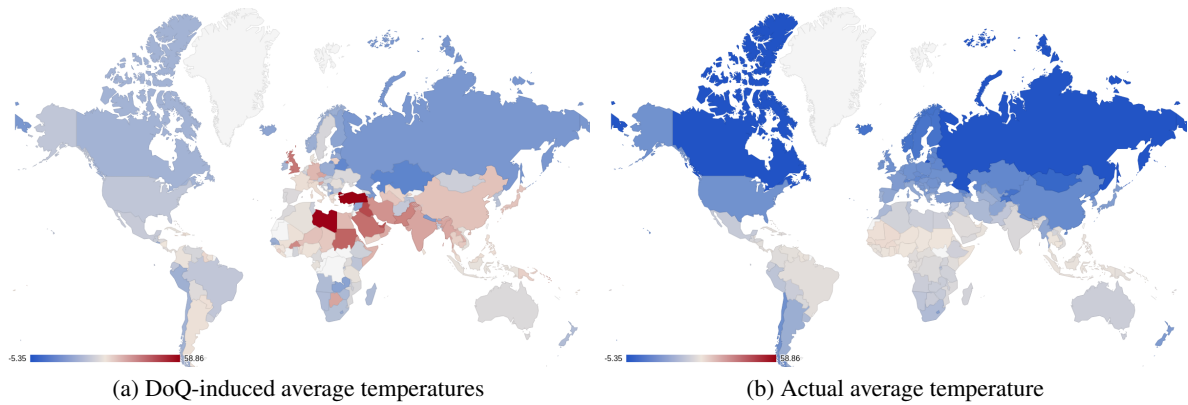 -5.35 58.86 -5.35 58.86
(a) DoQ-induced average temperatures (b) Actual average temperature